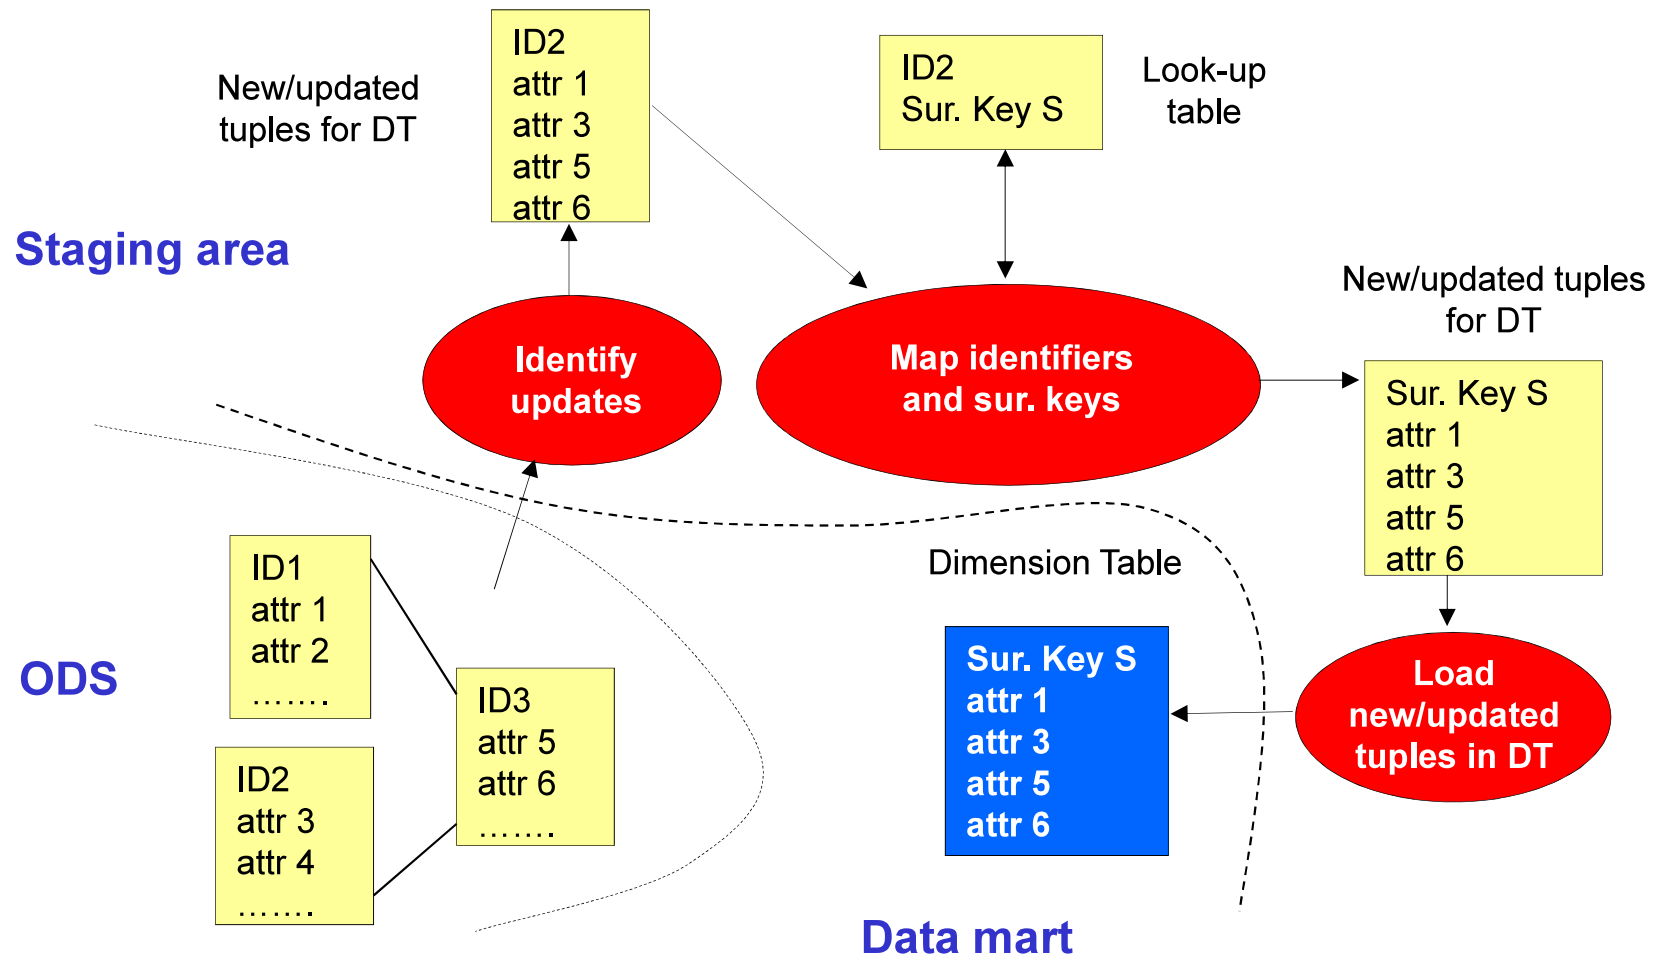 New/updated
tuples for DT
ID2
attr 1
attr 3
attr 5
attr 6
ID2
Sur. Key S
Look-up
table
Staging area
Identify
updates
Map identifiers
and sur. keys
New/updated tuples
for DT
Sur. Key S
attr 1
attr 3
attr 5
attr 6
ODS
ID1
attr 1
attr 2
…….
ID2
attr 3
attr 4
…….
ID3
attr 5
attr 6
…….
Dimension Table
Sur. Key S
attr 1
attr 3
attr 5
attr 6
Load
new/updated
tuples in DT
Data mart